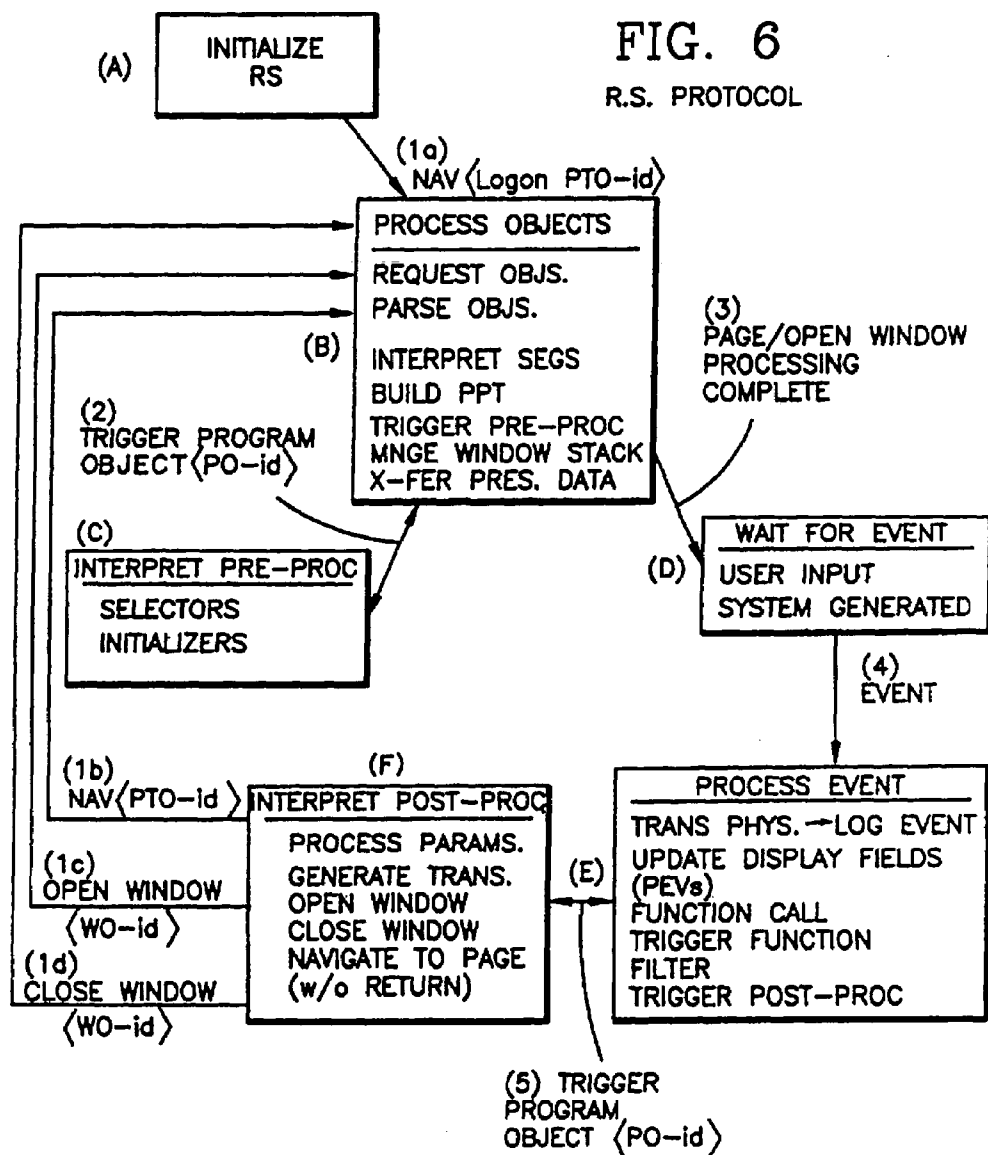 FIG. 6
R.S. PROTOCOL
(A)
INITIALIZE
RS
(1a)
NAV〈Logon PTO-id〉
(B)
PROCESS OBJECTS
REQUEST OBJS.
PARSE OBJS.
INTERPRET SEGS
BUILD PPT
TRIGGER PRE-PROC
MNGE WINDOW STACK
X-FER PRES. DATA
(2)
TRIGGER PROGRAM
OBJECT〈PO-id〉
(3)
PAGE/OPEN WINDOW
PROCESSING
COMPLETE
(C)
INTERPRET PRE-PROC
SELECTORS
INITIALIZERS
(D)
WAIT FOR EVENT
USER INPUT
SYSTEM GENERATED
(4)
EVENT
(1b)
NAV〈PTO-id〉
(1c)
OPEN WINDOW
〈WO-id〉
(1d)
CLOSE WINDOW
〈WO-id〉
(F)
INTERPRET POST-PROC
PROCESS PARAMS.
GENERATE TRANS.
OPEN WINDOW
CLOSE WINDOW
NAVIGATE TO PAGE
(w/o RETURN)
(E)
PROCESS EVENT
TRANS PHYS.→LOG EVENT
UPDATE DISPLAY FIELDS
(PEVs)
FUNCTION CALL
TRIGGER FUNCTION
FILTER
TRIGGER POST-PROC
(5) TRIGGER
PROGRAM
OBJECT 〈PO-id〉